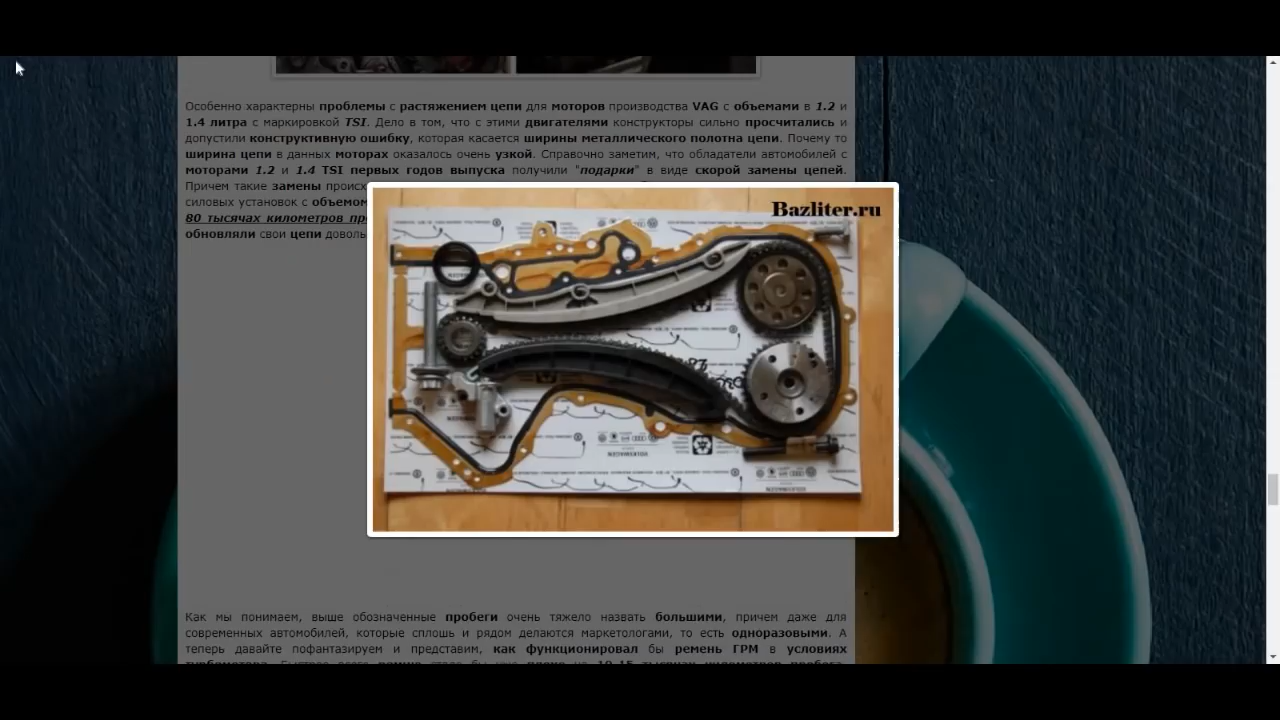 Особенно характерны проблемы с растяжением цепи для моторов производства VAG с объемами в 1.2 и
1.4 литра с маркировкой TSI. Дело в том, что с этими двигателями конструкторы сильно просчитались и
допустили конструктивную ошибку, которая касается ширины металлического полотна цепи. Почему то
ширина цепи в данных моторах оказалось очень узкой. Справочно заметим, что обладатели автомобилей с
моторами 1.2 и 1.4 TSI первых годов выпуска получили "подарки" в виде скорой замены цепей.
Причем такие замены
силовых установок с
80 тысячах километров
обновляли свои цепи
Bazliter.ru
VOLKSWAGEN
Как мы понимаем, выше обозначенные пробеги очень тяжело назвать большими, причем даже для
современных автомобилей, которые сплошь и рядом делаются маркетологами, то есть одноразовыми. А
теперь давайте пофантазируем и представим, как функционировал бы ремень ГРМ в условиях